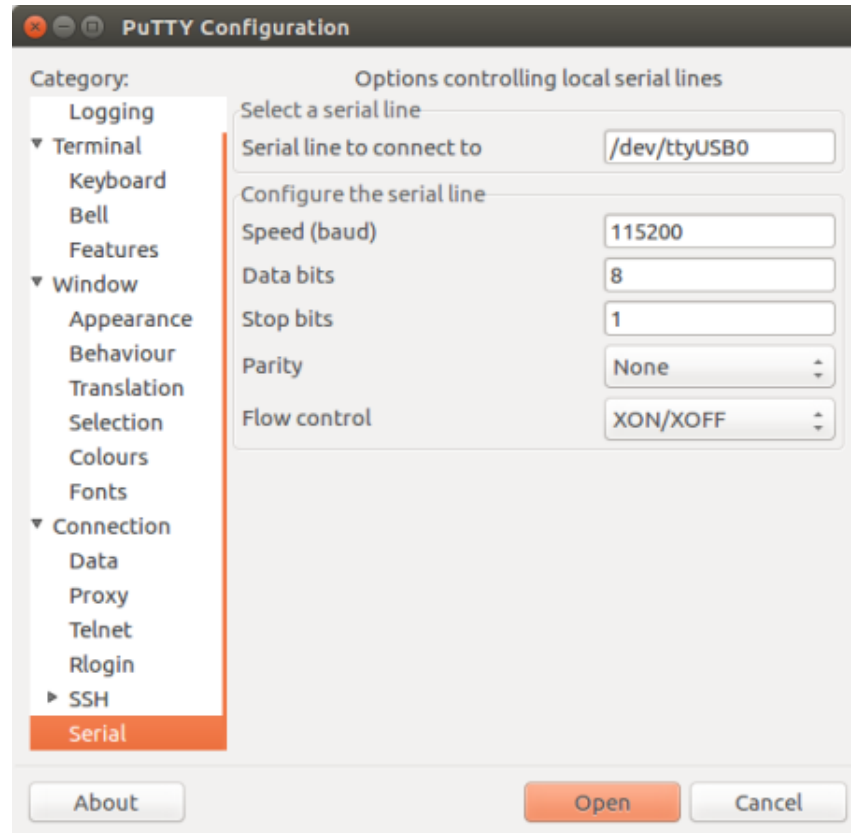 PuTTY Configuration
Category:
Logging
Terminal
Keyboard
Bell
Features
Window
Appearance
Behaviour
Translation
Selection
Colours
Fonts
Connection
Data
Proxy
Telnet
Rlogin
SSH
Serial
Options controlling local serial lines
Select a serial line
Serial line to connect to /dev/ttyUSB0
Configure the serial line
Speed (baud) 115200
Data bits 8
Stop bits 1
Parity None
Flow control XON/XOFF
About Open Cancel